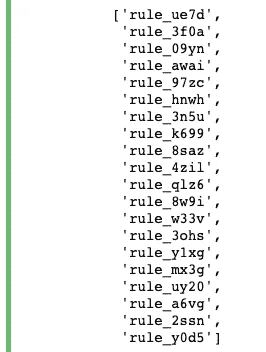 ['rule_ue7d',
'rule_3f0a',
'rule_09yn',
'rule_awai',
'rule_97zc',
'rule_hnwh',
'rule_3n5u',
'rule_k699',
'rule_8saz',
'rule_4zil',
'rule_qlz6',
'rule_8w9i',
'rule_w33v',
'rule_3ohs',
'rule_y1xg',
'rule_mx3g',
'rule_uy20',
'rule_a6vg',
'rule_2ssn',
'rule_y0d5']